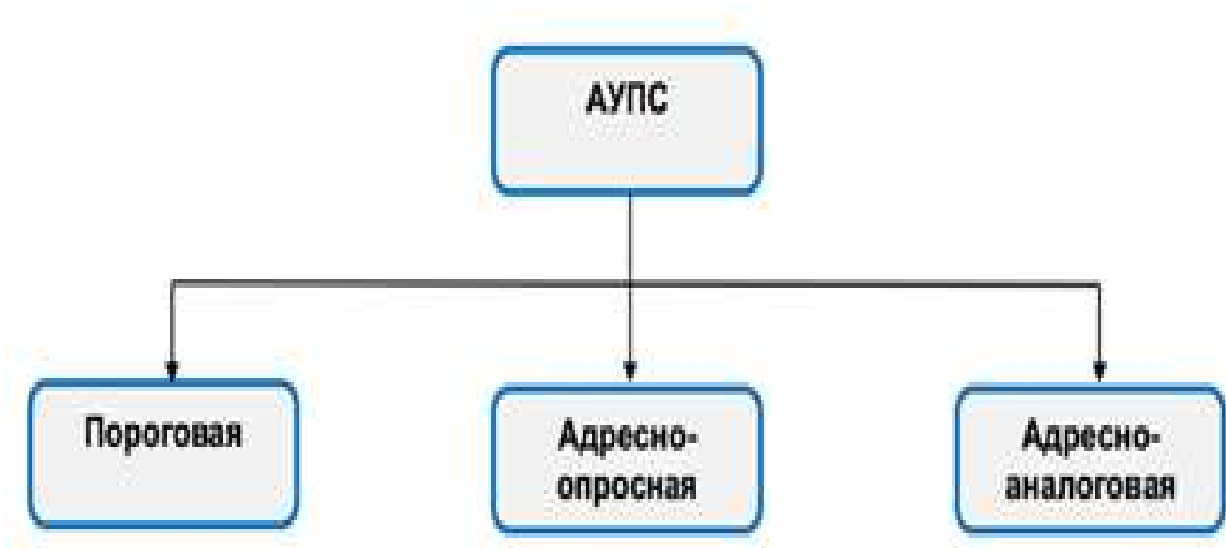 АУПС
Пороговая
Адресно-
опросная
Адресно-
аналоговая